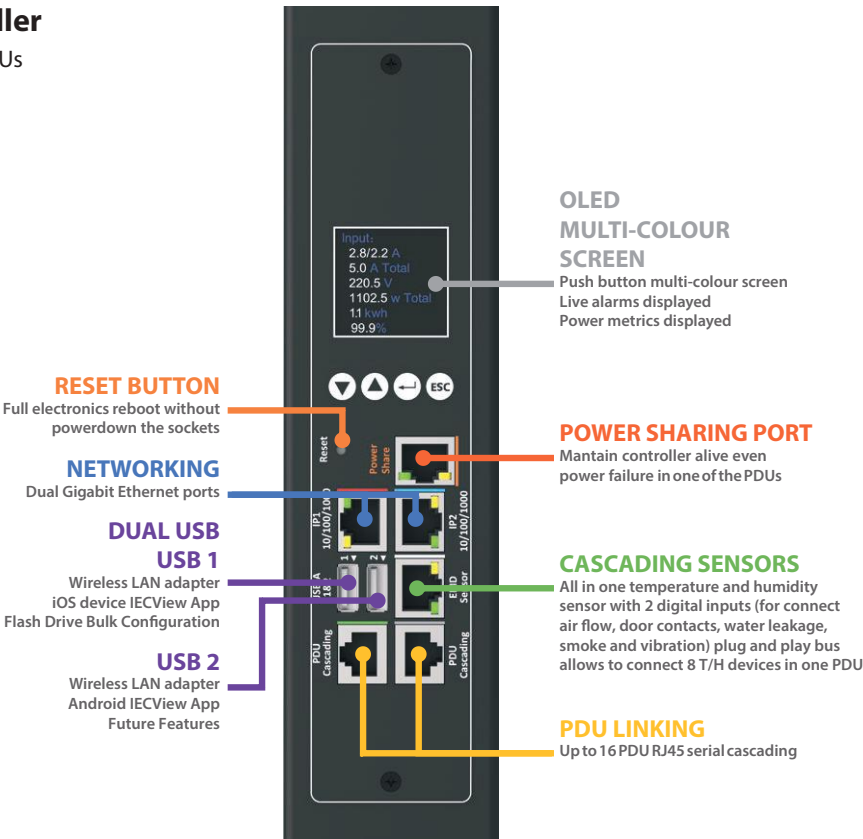 ller
Us
Input:
2.8/2.2 A
5.0 A Total
220.5 V
1102.5 w Total
1.1 kwh
99.9%
ESC
Reset
Power
Share
IP1
10/100/1000
IP2
10/100/1000
1
2
Sensor
PDU
Cascading
PDU
Cascading
RESET BUTTON
Full electronics reboot without
powerdown the sockets
NETWORKING
Dual Gigabit Ethernet ports
DUAL USB
USB 1
Wireless LAN adapter
iOS device IECView App
Flash Drive Bulk Configuration
USB 2
Wireless LAN adapter
Android IECView App
Future Features
OLED
MULTI-COLOUR
SCREEN
Push button multi-colour screen
Live alarms displayed
Power metrics displayed
POWER SHARING PORT
Mantain controller alive even
power failure in one of the PDUs
CASCADING SENSORS
All in one temperature and humidity
sensor with 2 digital inputs (for connect
air flow, door contacts, water leakage,
smoke and vibration) plug and play bus
allows to connect 8 T/H devices in one PDU
PDU LINKING
Up to 16 PDU RJ45 serial cascading